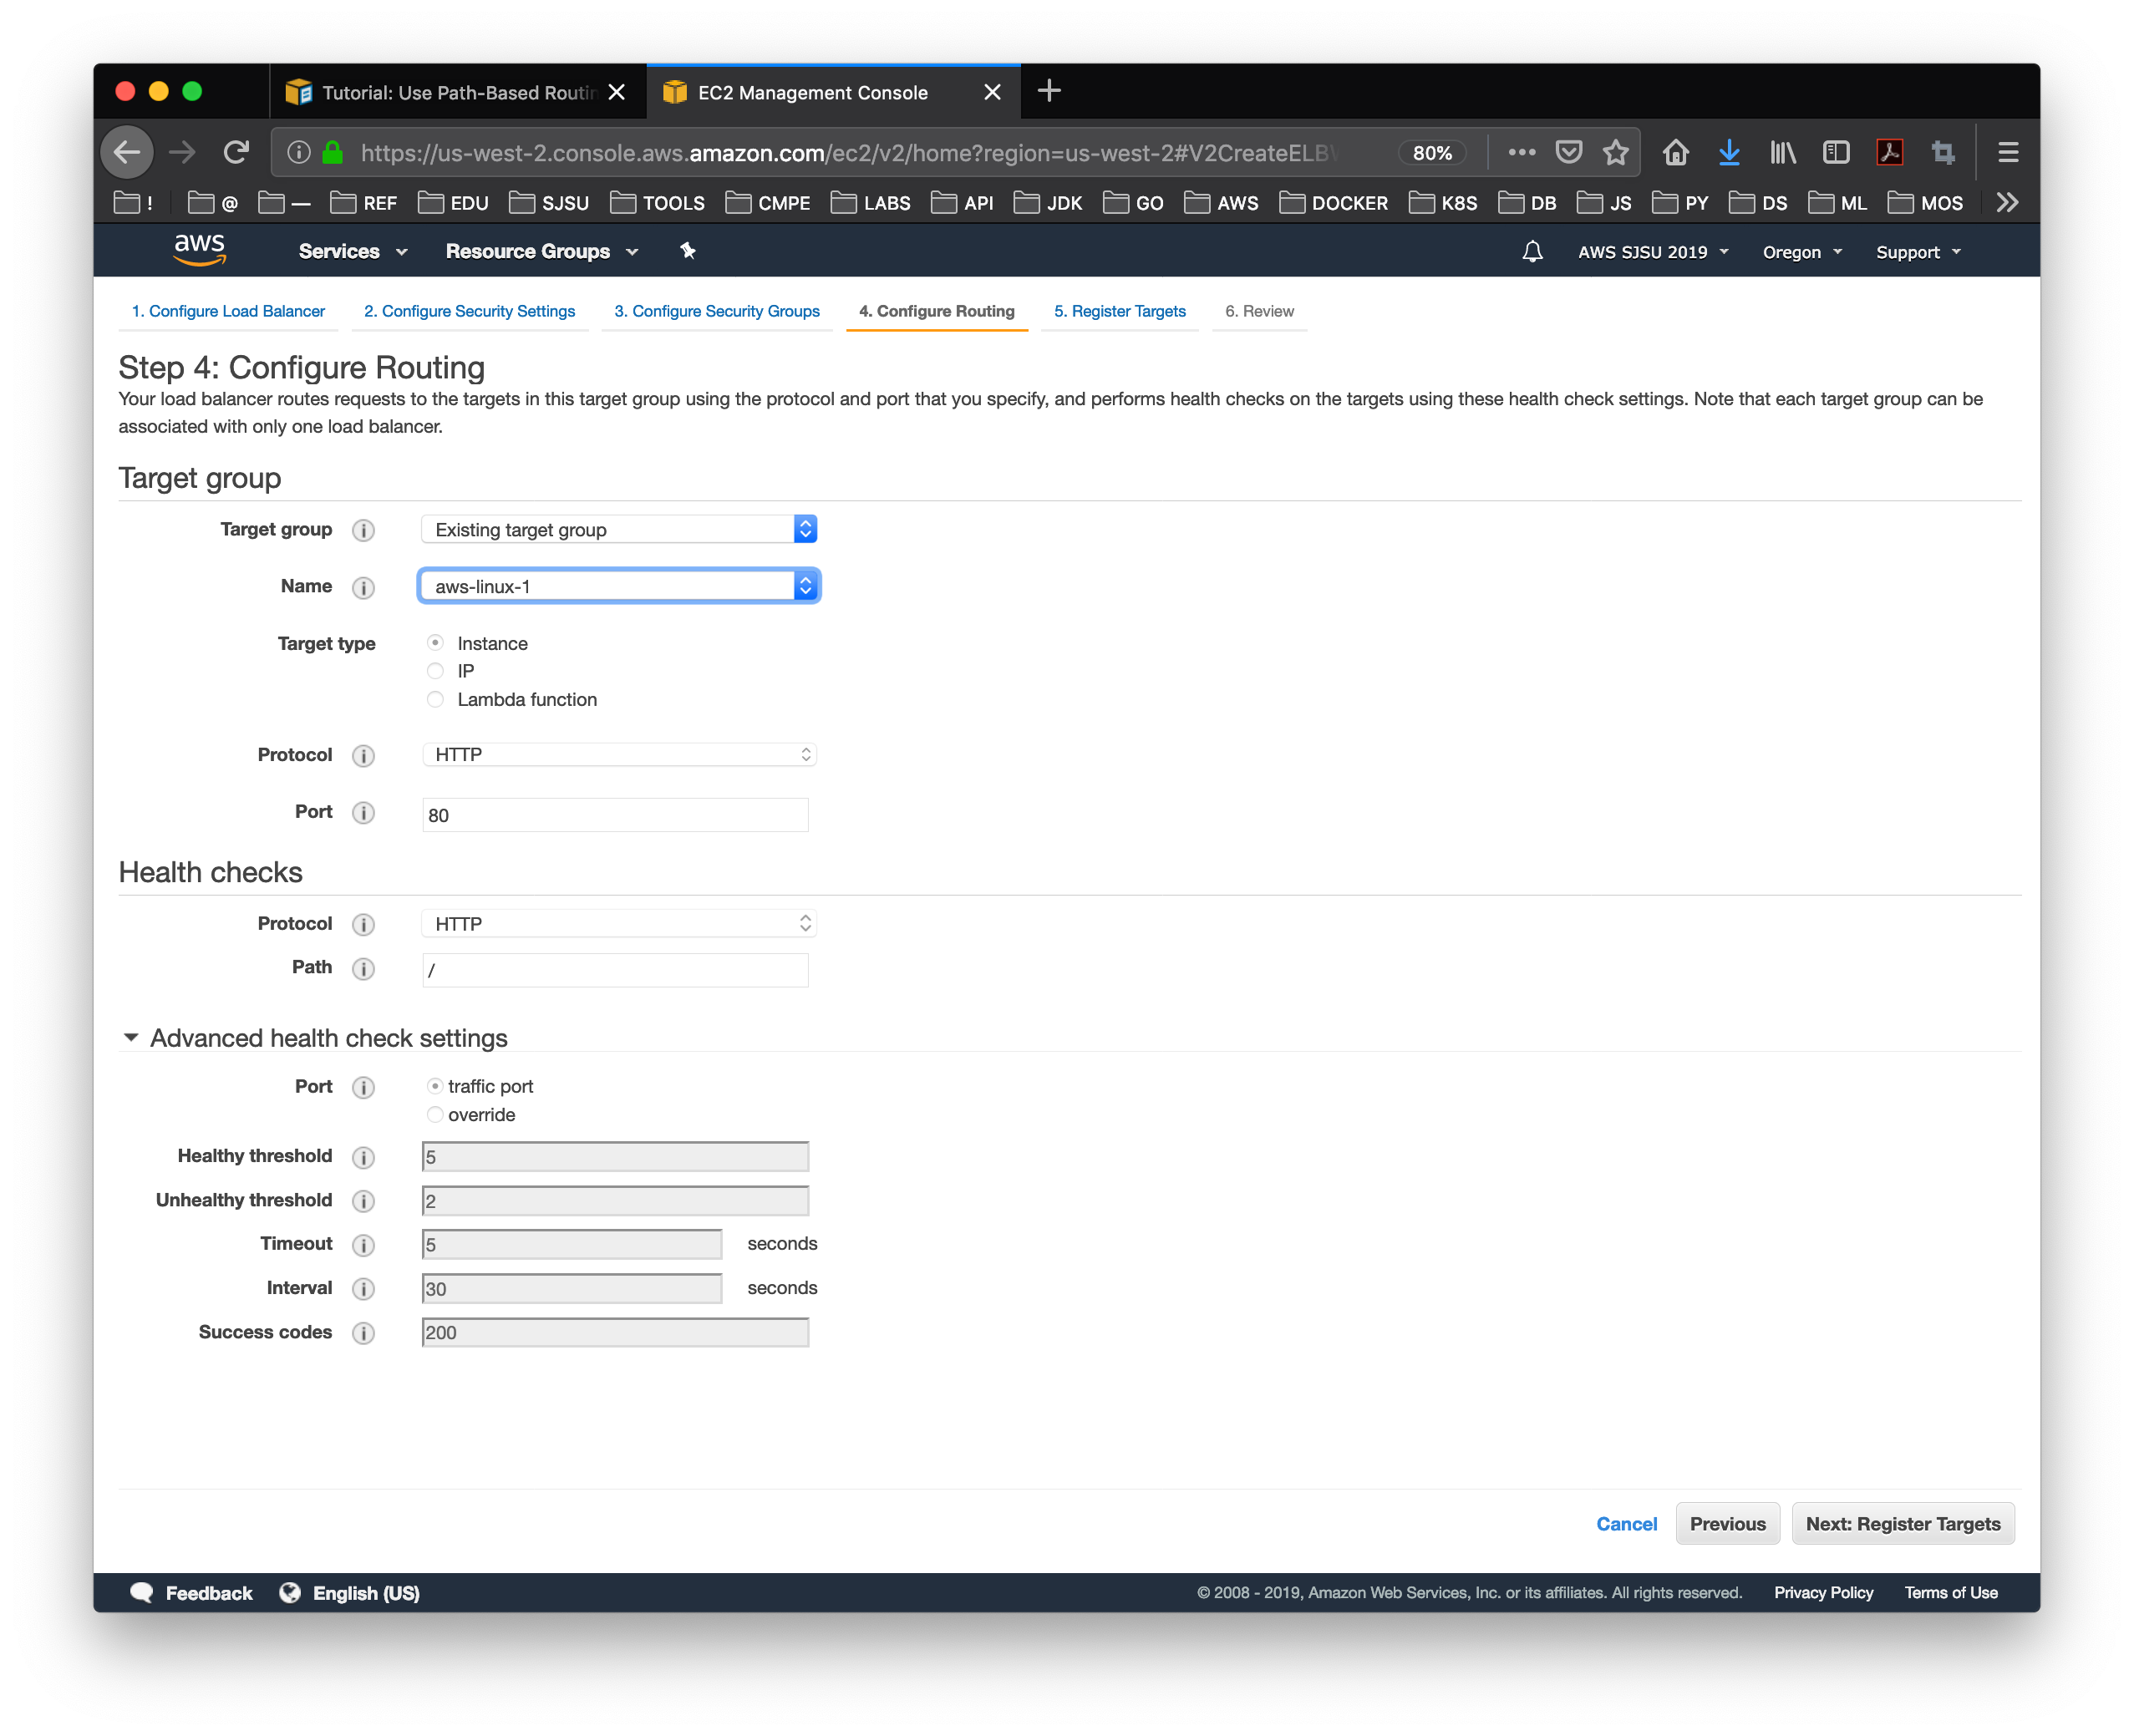 Tutorial: Use Path-Based Routin
EC2 Management Console
https://us-west-2.console.aws.amazon.com/ec2/v2/home?region=us-west-2#V2CreateELBW
80%
! @ — REF EDU SJSU TOOLS CMPE LABS API JDK GO AWS DOCKER K8S DB JS PY DS ML MOS
aws Services Resource Groups AWS SJSU 2019 Oregon Support
1. Configure Load Balancer 2. Configure Security Settings 3. Configure Security Groups 4. Configure Routing 5. Register Targets 6. Review
Step 4: Configure Routing
Your load balancer routes requests to the targets in this target group using the protocol and port that you specify, and performs health checks on the targets using these health check settings. Note that each target group can be
associated with only one load balancer.
Target group
Target group i Existing target group
Name i aws-linux-1
Target type Instance
IP
Lambda function
Protocol i HTTP
Port i 80
Health checks
Protocol i HTTP
Path i /
Advanced health check settings
Port i traffic port
override
Healthy threshold i 5
Unhealthy threshold i 2
Timeout i 5 seconds
Interval i 30 seconds
Success codes i 200
Cancel Previous Next: Register Targets
Feedback English (US) © 2008 - 2019, Amazon Web Services, Inc. or its affiliates. All rights reserved. Privacy Policy Terms of Use